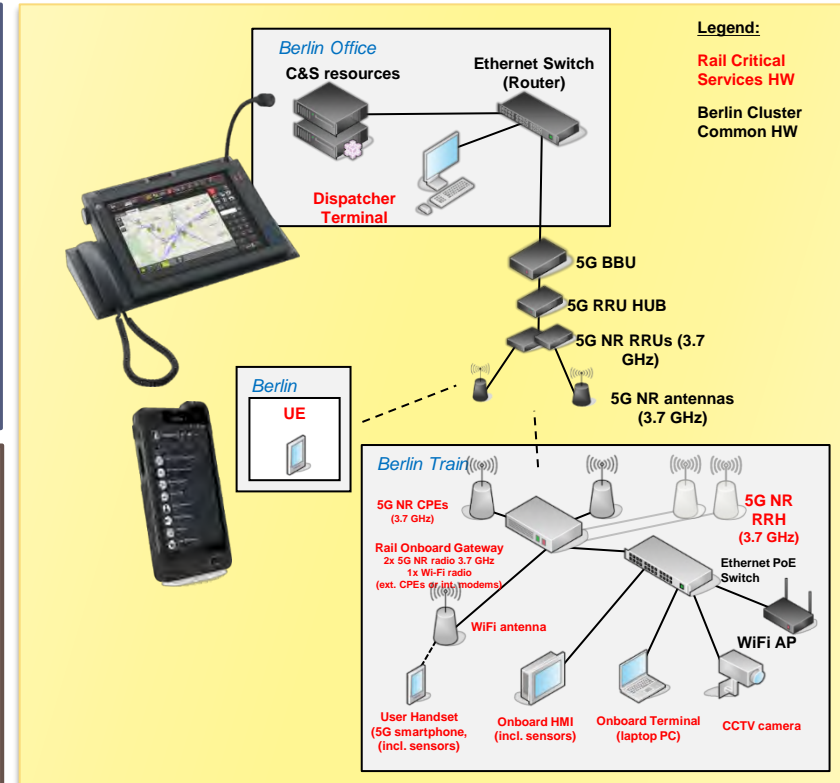 Legend:
Rail Critical
Services HW
Berlin Cluster
Common HW
Berlin Office
C&S resources
Ethernet Switch
(Router)
Dispatcher
Terminal
5G BBU
5G RRU HUB
5G NR RRUs (3.7
GHz)
5G NR antennas
(3.7 GHz)
Berlin
UE
Berlin Train
5G NR CPEs
(3.7 GHz)
5G NR
RRH
(3.7 GHz)
Rail Onboard Gateway
2x 5G NR radio 3.7 GHz
1x Wi-Fi radio
(ext. CPEs or int. modems)
Ethernet PoE
Switch
WiFi antenna
WiFi AP
User Handset
(5G smartphone,
(incl. sensors)
Onboard HMI
(incl. sensors)
Onboard Terminal
(laptop PC)
CCTV camera